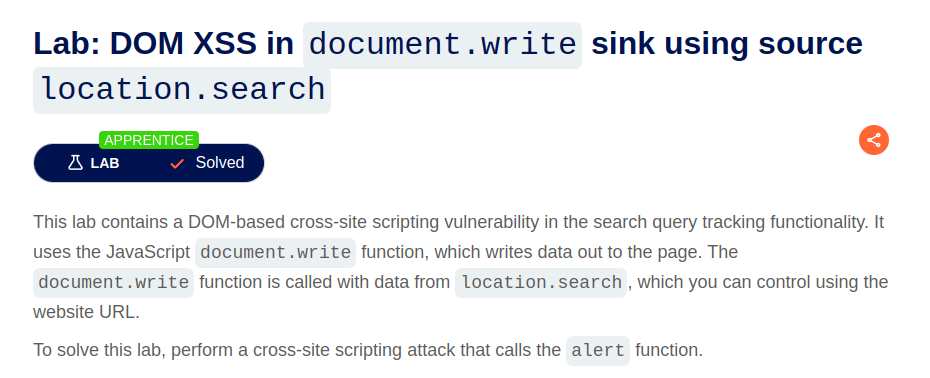 Lab: DOM XSS in document.write sink using source
location.search
APPRENTICE
LAB Solved
This lab contains a DOM-based cross-site scripting vulnerability in the search query tracking functionality. It
uses the JavaScript document.write function, which writes data out to the page. The
document.write function is called with data from location.search, which you can control using the
website URL.
To solve this lab, perform a cross-site scripting attack that calls the alert function.